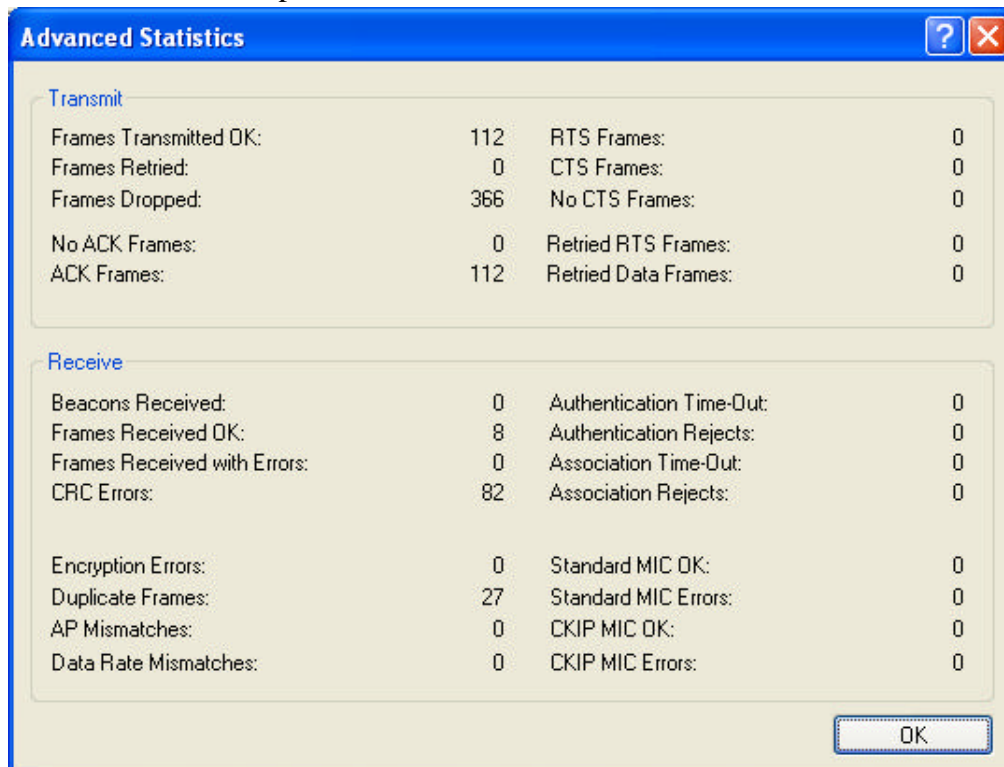 Advanced Statistics
Transmit
Frames Transmitted OK: 112 RTS Frames: 0
Frames Retried: 0 CTS Frames: 0
Frames Dropped: 366 No CTS Frames: 0
No ACK Frames: 0 Retried RTS Frames: 0
ACK Frames: 112 Retried Data Frames: 0
Receive
Beacons Received: 0 Authentication Time-Out: 0
Frames Received OK: 8 Authentication Rejects: 0
Frames Received with Errors: 0 Association Time-Out: 0
CRC Errors: 82 Association Rejects: 0
Encryption Errors: 0 Standard MIC OK: 0
Duplicate Frames: 27 Standard MIC Errors: 0
AP Mismatches: 0 CKIP MIC OK: 0
Data Rate Mismatches: 0 CKIP MIC Errors: 0
OK